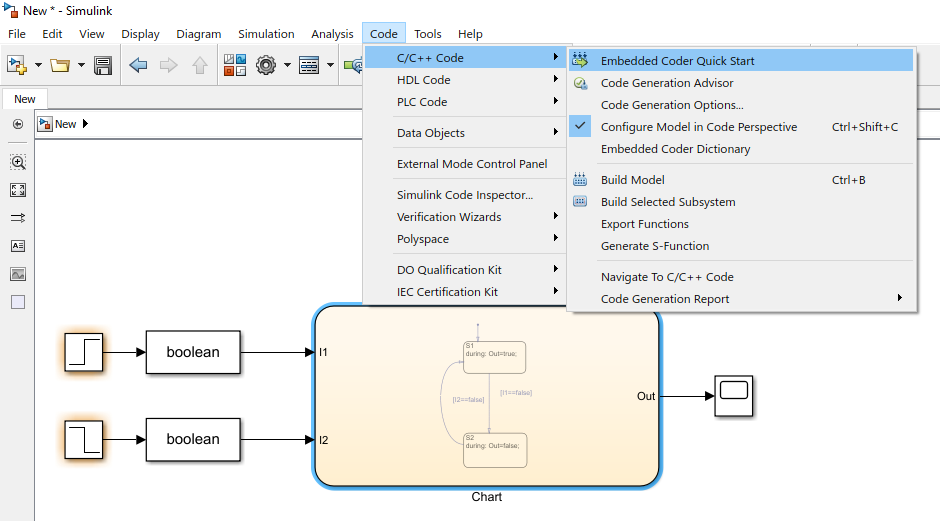 New * - Simulink
File Edit View Display Diagram Simulation Analysis Code Tools Help
C/C++ Code
HDL Code
PLC Code
Data Objects
External Mode Control Panel
Simulink Code Inspector...
Verification Wizards
Polyspace
DO Qualification Kit
IEC Certification Kit
Embedded Coder Quick Start
Code Generation Advisor
Code Generation Options...
Configure Model in Code Perspective Ctrl+Shift+C
Embedded Coder Dictionary
Build Model Ctrl+B
Build Selected Subsystem
Export Functions
Generate S-Function
Navigate To C/C++ Code
Code Generation Report
New
New
A
boolean
I1
S1
during: Out=true;
[I2==false]
[I1==false]
Out
boolean
I2
S2
during: Out=false;
Chart